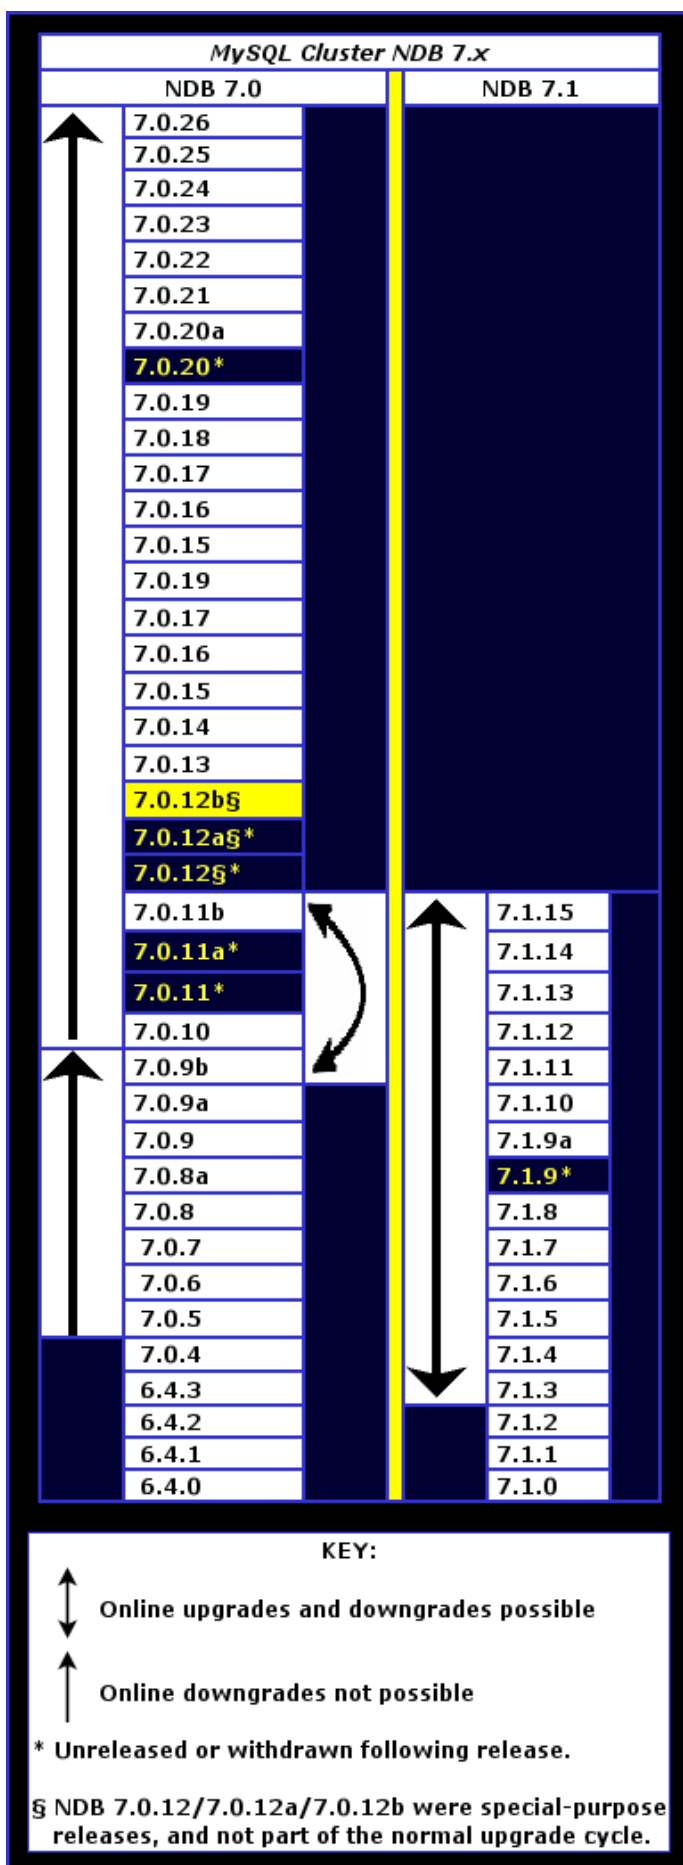 MySQL Cluster NDB 7.x
NDB 7.0
NDB 7.1
7.0.26
7.0.25
7.0.24
7.0.23
7.0.22
7.0.21
7.0.20a
7.0.20*
7.0.19
7.0.18
7.0.17
7.0.16
7.0.15
7.0.19
7.0.17
7.0.16
7.0.15
7.0.14
7.0.13
7.0.12b§
7.0.12a§*
7.0.12§*
7.0.11b
7.0.11a*
7.0.11*
7.0.10
7.0.9b
7.0.9a
7.0.9
7.0.8a
7.0.8
7.0.7
7.0.6
7.0.5
7.0.4
6.4.3
6.4.2
6.4.1
6.4.0
7.1.15
7.1.14
7.1.13
7.1.12
7.1.11
7.1.10
7.1.9a
7.1.9*
7.1.8
7.1.7
7.1.6
7.1.5
7.1.4
7.1.3
7.1.2
7.1.1
7.1.0
KEY:
Online upgrades and downgrades possible
Online downgrades not possible
* Unreleased or withdrawn following release.
§ NDB 7.0.12/7.0.12a/7.0.12b were special-purpose
releases, and not part of the normal upgrade cycle.